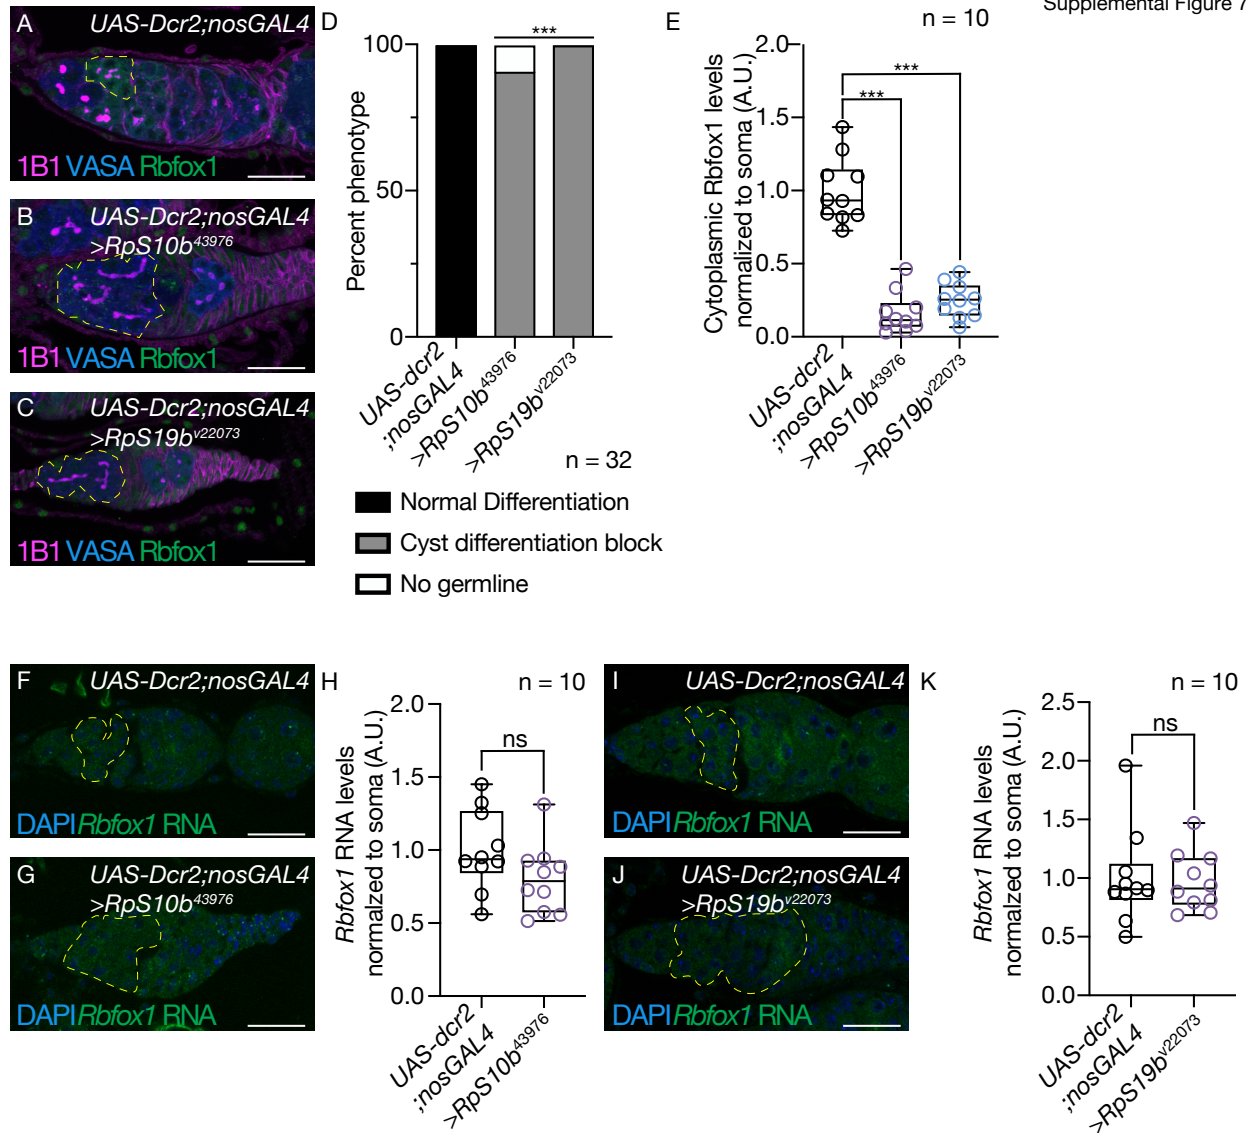 Supplemental Figure 7
A
UAS-Dcr2;nosGAL4
1B1 VASA Rbfox1
B
UAS-Dcr2;nosGAL4
>RpS10b43976
1B1 VASA Rbfox1
C
UAS-Dcr2;nosGAL4
>RpS19bv22073
1B1 VASA Rbfox1
D
***
Percent phenotype
100
50
0
UAS-dcr2
;nosGAL4
>RpS10b43976
>RpS19bv22073
n = 32
Normal Differentiation
Cyst differentiation block
No germline
E
n = 10
Cytoplasmic Rbfox1 levels
normalized to soma (A.U.)
2.0
1.5
1.0
0.5
0.0
***
***
UAS-dcr2
;nosGAL4
>RpS10b43976
>RpS19bv22073
F
UAS-Dcr2;nosGAL4
DAPI Rbfox1 RNA
G
UAS-Dcr2;nosGAL4
>RpS10b43976
DAPI Rbfox1 RNA
H
n = 10
Rbfox1 RNA levels
normalzed to soma (A.U.)
2.0
1.5
1.0
0.5
0.0
ns
UAS-dcr2
;nosGAL4
>RpS10b43976
I
UAS-Dcr2;nosGAL4
DAPI Rbfox1 RNA
J
UAS-Dcr2;nosGAL4
>RpS19bv22073
DAPI Rbfox1 RNA
K
n = 10
Rbfox1 RNA levels
normalized to soma (A.U.)
2.5
2.0
1.5
1.0
0.5
0.0
ns
UAS-dcr2
;nosGAL4
>RpS19bv22073